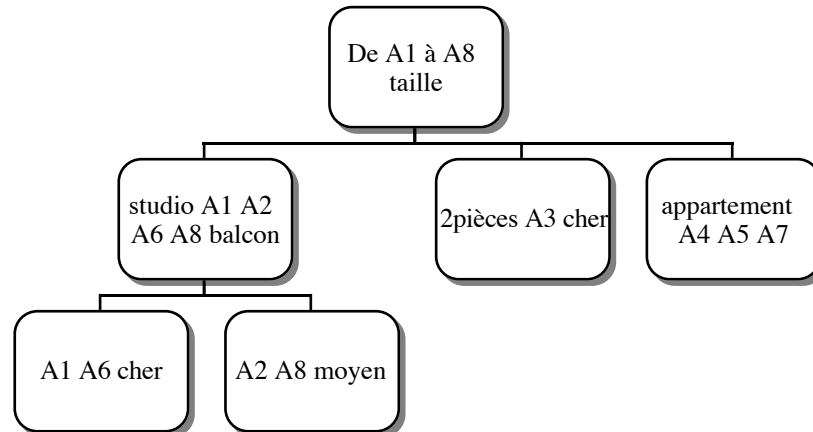 De A1 à A8
taille
studio A1 A2
A6 A8 balcon
2pièces A3 cher
appartement
A4 A5 A7
A1 A6 cher
A2 A8 moyen